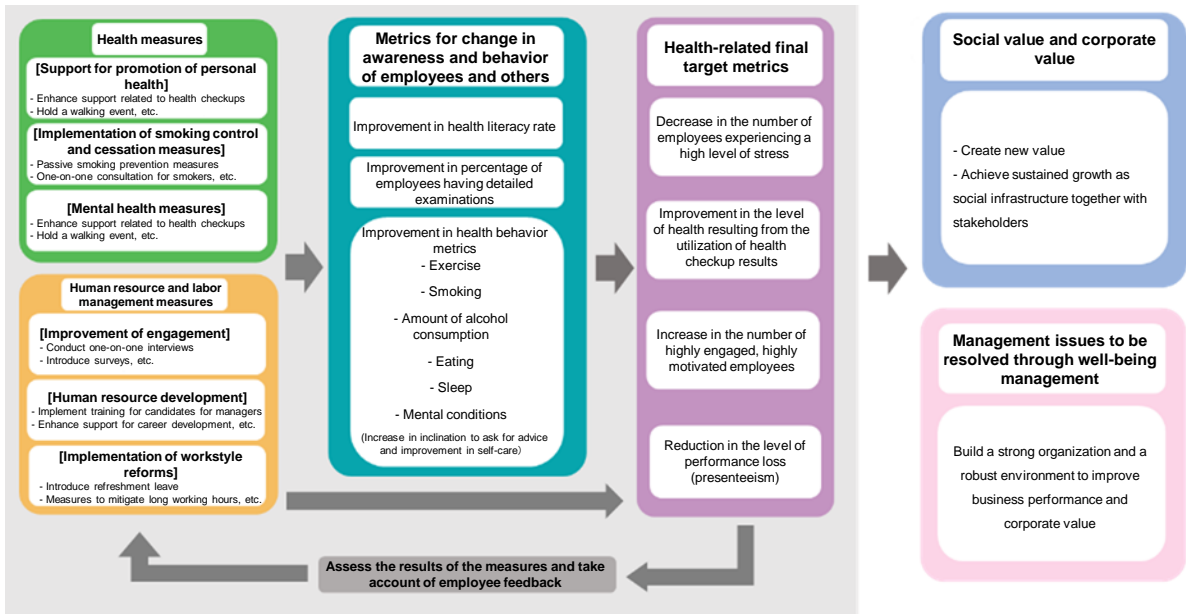 Health measures
[Support for promotion of personal
health]
- Enhance support related to health checkups
- Hold a walking event, etc.
[Implementation of smoking control
and cessation measures]
- Passive smoking prevention measures
- One-on-one consultation for smokers, etc.
[Mental health measures]
- Enhance support related to health checkups
- Hold a walking event, etc.
Human resource and labor
management measures
[Improvement of engagement]
- Conduct one-on-one interviews
- Introduce surveys, etc.
[Human resource development]
- Implement training for candidates for managers
- Enhance support for career development, etc.
[Implementation of workstyle
reforms]
- Introduce refreshment leave
- Measures to mitigate long working hours, etc.
Metrics for change in
awareness and behavior
of employees and others
Improvement in health literacy rate
Improvement in percentage of
employees having detailed
examinations
Improvement in health behavior
metrics
- Exercise
- Smoking
- Amount of alcohol
consumption
- Eating
- Sleep
- Mental conditions
(Increase in inclination to ask for advice
and improvement in self-care)
Health-related final
target metrics
Decrease in the number of
employees experiencing a
high level of stress
Improvement in the level
of health resulting from the
utilization of health
checkup results
Increase in the number of
highly engaged, highly
motivated employees
Reduction in the level of
performance loss
(presenteeism)
Assess the results of the measures and take
account of employee feedback
Social value and corporate
value
- Create new value
- Achieve sustained growth as
social infrastructure together with
stakeholders
Management issues to be
resolved through well-being
management
Build a strong organization and a
robust environment to improve
business performance and
corporate value